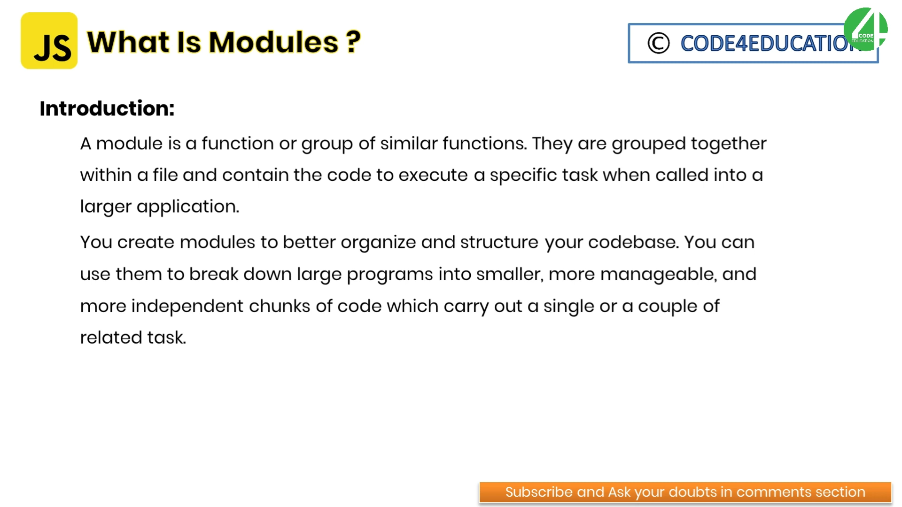 JS What Is Modules ?
© CODE4EDUCATION
4
CODE
Introduction:
A module is a function or group of similar functions. They are grouped together
within a file and contain the code to execute a specific task when called into a
larger application.
You create modules to better organize and structure your codebase. You can
use them to break down large programs into smaller, more manageable, and
more independent chunks of code which carry out a single or a couple of
related task.
Subscribe and Ask your doubts in comments section